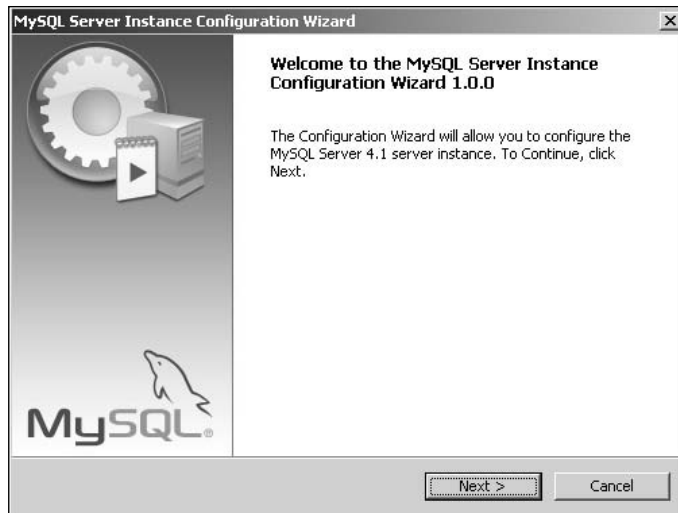 MySQL Server Instance Configuration Wizard
Welcome to the MySQL Server Instance
Configuration Wizard 1.0.0
The Configuration Wizard will allow you to configure the
MySQL Server 4.1 server instance. To Continue, click
Next.
MySQL®
Next >
Cancel